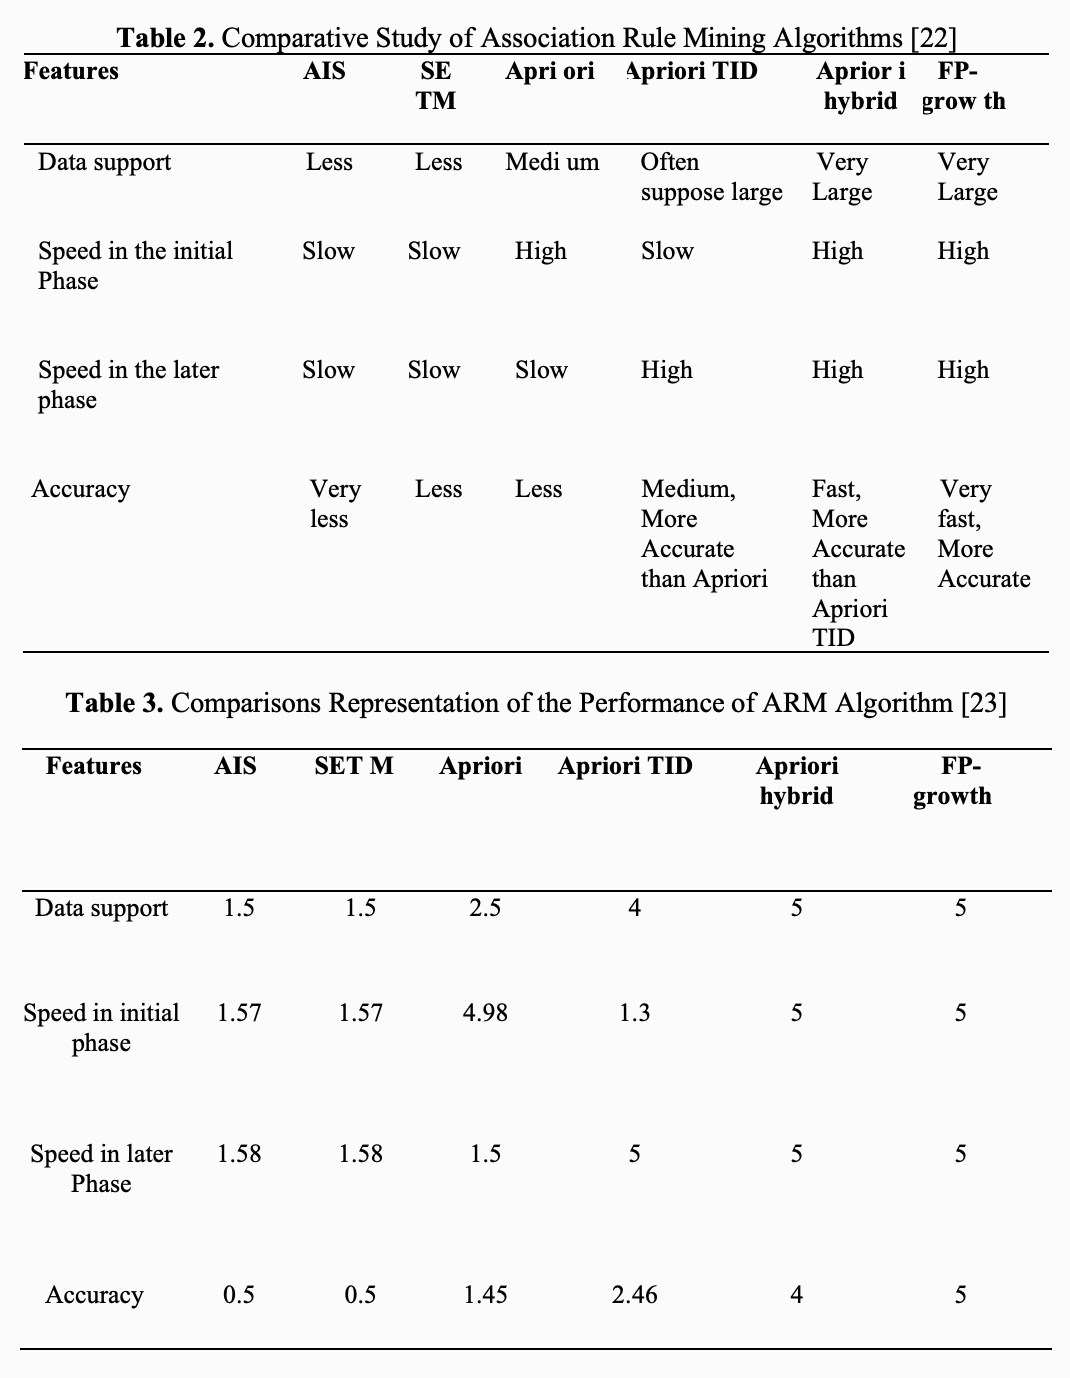 Table 2. Comparative Study of Association Rule Mining Algorithms [22]
Features AIS SE Apri ori Apriori TID Aprior i FP-
TM hybrid grow th
Data support Less Less Medi um Often Very Very
suppose large Large Large
Speed in the initial Slow Slow High Slow High High
Phase
Speed in the later Slow Slow Slow High High High
phase
Accuracy Very Less Less Medium, Fast, Very
less More More fast,
Accurate Accurate More
than Apriori than Accurate
Apriori
TID
Table 3. Comparisons Representation of the Performance of ARM Algorithm [23]
Features AIS SET M Apriori Apriori TID Apriori FP-
hybrid growth
Data support 1.5 1.5 2.5 4 5 5
Speed in initial 1.57 1.57 4.98 1.3 5 5
phase
Speed in later 1.58 1.58 1.5 5 5 5
Phase
Accuracy 0.5 0.5 1.45 2.46 4 5